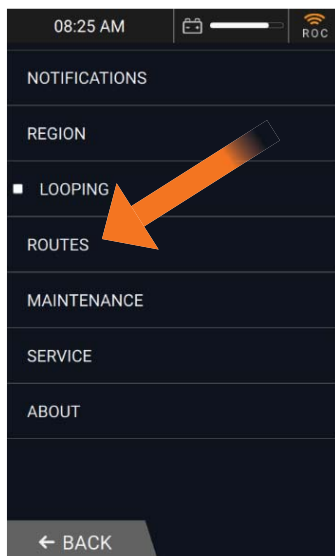 08:25 AM
ROC
NOTIFICATIONS
REGION
LOOPING
ROUTES
MAINTENANCE
SERVICE
ABOUT
← BACK